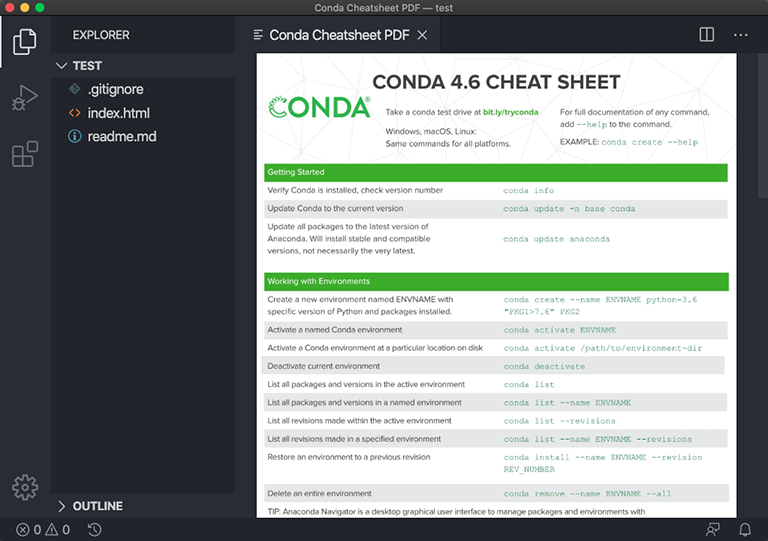 Conda Cheatsheet PDF — test
EXPLORER
Conda Cheatsheet PDF
TEST
.gitignore
index.html
readme.md
CONDA 4.6 CHEAT SHEET
CONDA®
Take a conda test drive at bit.ly/tryconda
Windows, macOS, Linux:
Same commands for all platforms.
For full documentation of any command,
add --help to the command.
EXAMPLE: conda create --help
Getting Started
Verify Conda is installed, check version number conda info
Update Conda to the current version conda update -n base conda
Update all packages to the latest version of
Anaconda. Will install stable and compatible
versions, not necessarily the very latest.
conda update anaconda
Working with Environments
Create a new environment named ENVNAME with
specific version of Python and packages installed.
conda create --name ENVNAME python=3.6
"PKG1>7.6" PKG2
Activate a named Conda environment conda activate ENVNAME
Activate a Conda environment at a particular location on disk conda activate /path/to/environment-dir
Deactivate current environment conda deactivate
List all packages and versions in the active environment conda list
List all packages and versions in a named environment conda list --name ENVNAME
List all revisions made within the active environment conda list --revisions
List all revisions made in a specified environment conda list --name ENVNAME --revisions
Restore an environment to a previous revision conda install --name ENVNAME --revision
REV_NUMBER
Delete an entire environment conda remove --name ENVNAME --all
TIP: Anaconda Navigator is a desktop graphical user interface to manage packages and environments with
OUTLINE
0 0